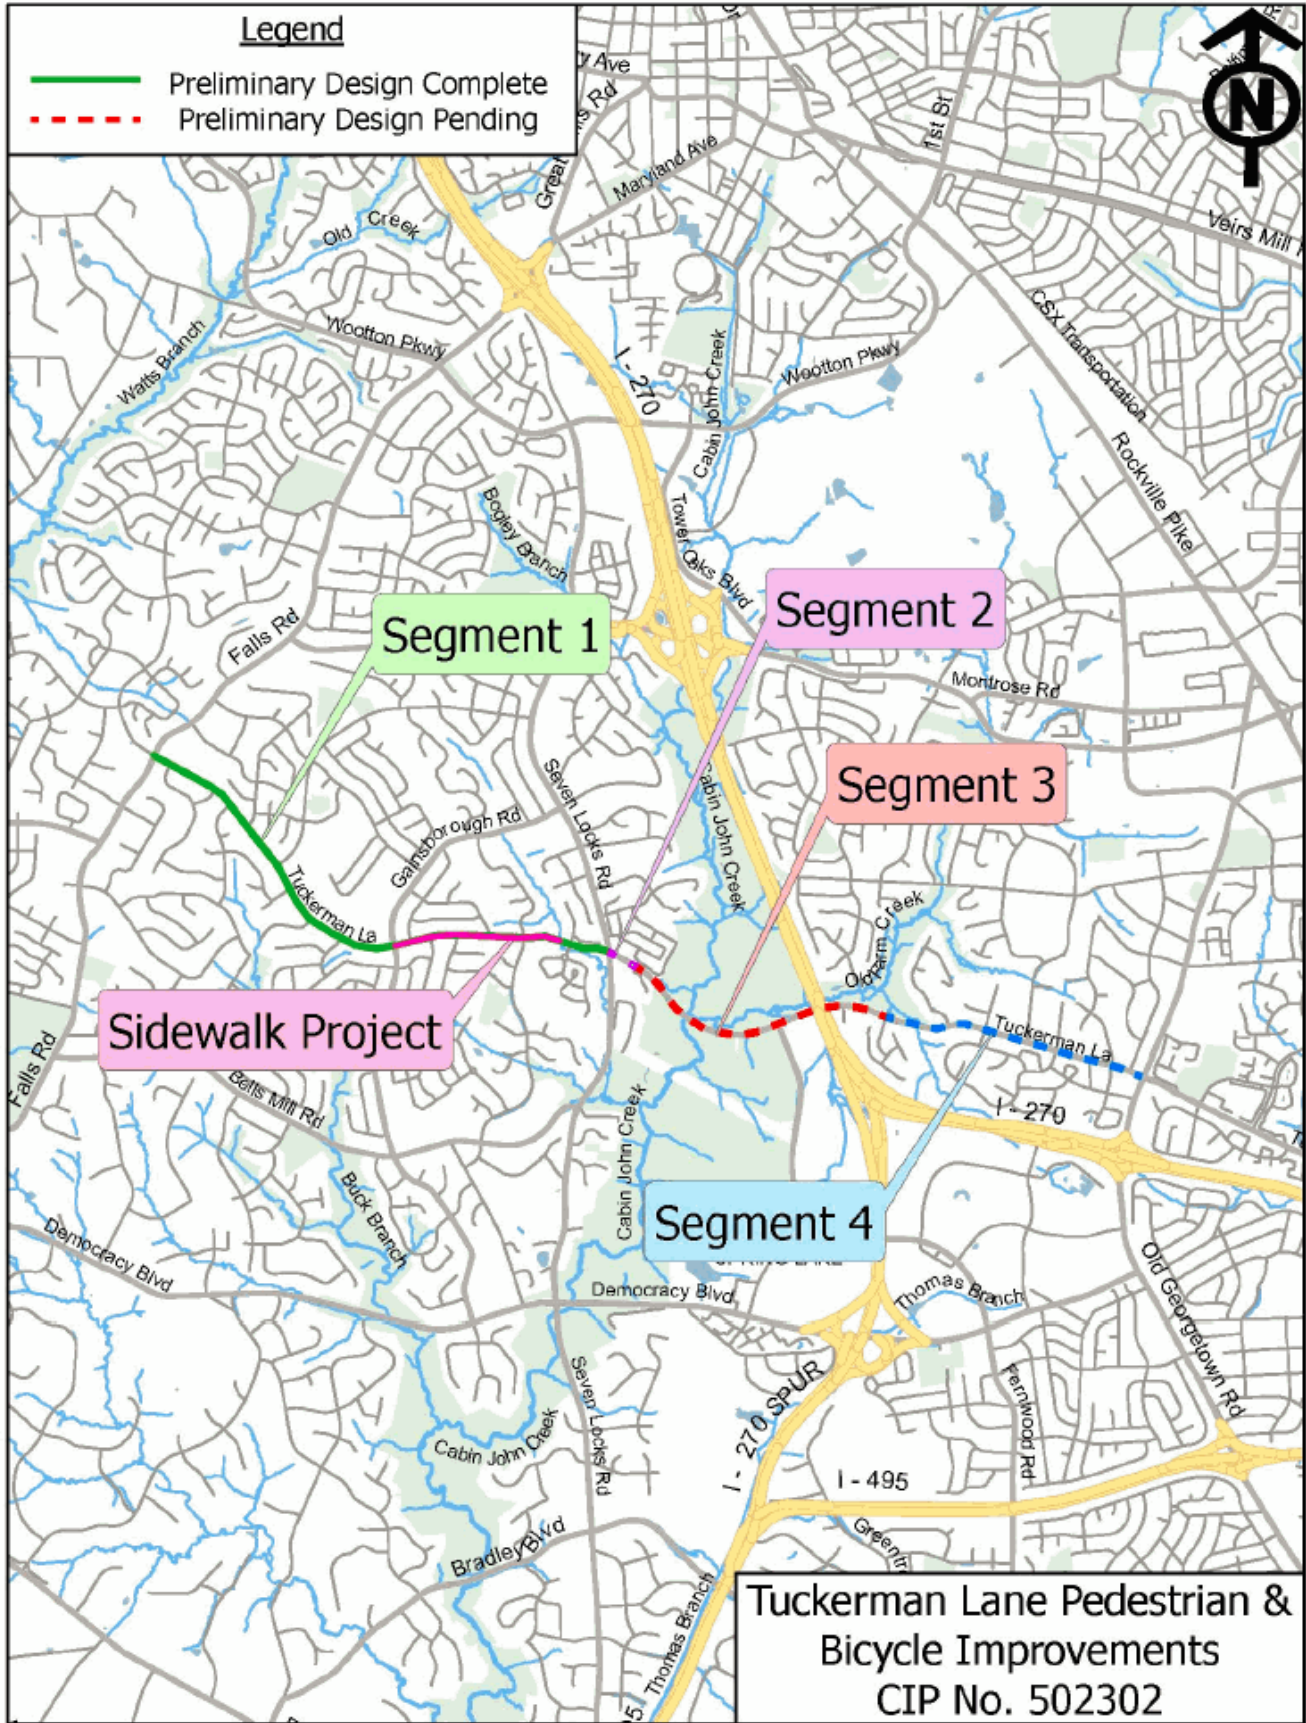 Legend
Preliminary Design Complete
Preliminary Design Pending
N
1st St
Maryland Ave
Veirs Mill
Old Creek
Watts Branch
Wootton Pkwy
I - 270
Cabin John Creek
Wootton Pkwy
CSX Transportation
Rockville Pike
Bogley Branch
Tower Oaks Blvd
Segment 2
Segment 1
Falls Rd
Montrose Rd
Segment 3
Seven Locks Rd
Cabin John Creek
Gainsborough Rd
Tuckerman La
Old Farm Creek
Sidewalk Project
Tuckerman La
Falls Rd
Bells Mill Rd
I - 270
Cabin John Creek
Buck Branch
Segment 4
Democracy Blvd
Democracy Blvd
Thomas Branch
Old Georgetown Rd
Seven Locks Rd
Fernwood Rd
I - 270 SPUR
Cabin John Creek
I - 495
Bradley Blvd
Thomas Branch
Tuckerman Lane Pedestrian &
Bicycle Improvements
CIP No. 502302